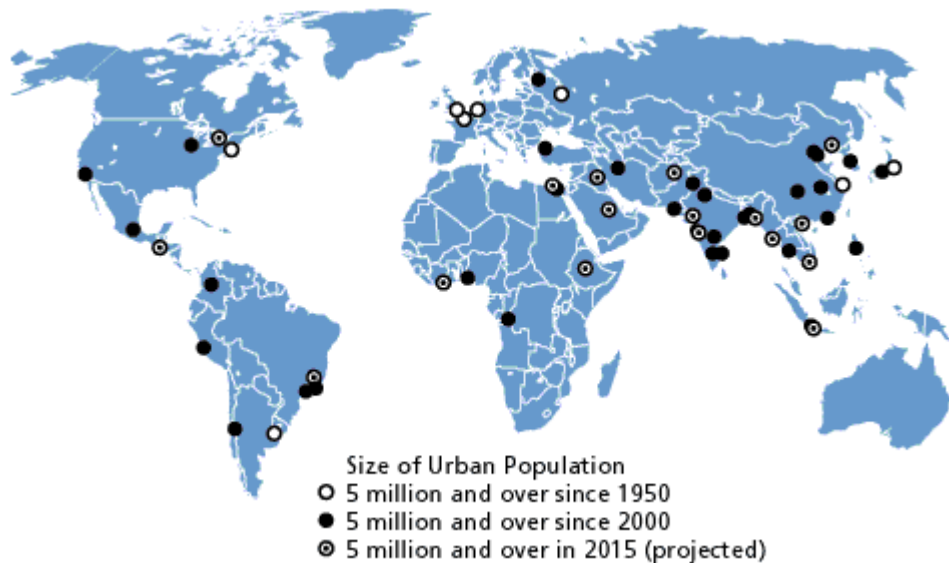 Size of Urban Population
5 million and over since 1950
5 million and over since 2000
5 million and over in 2015 (projected)